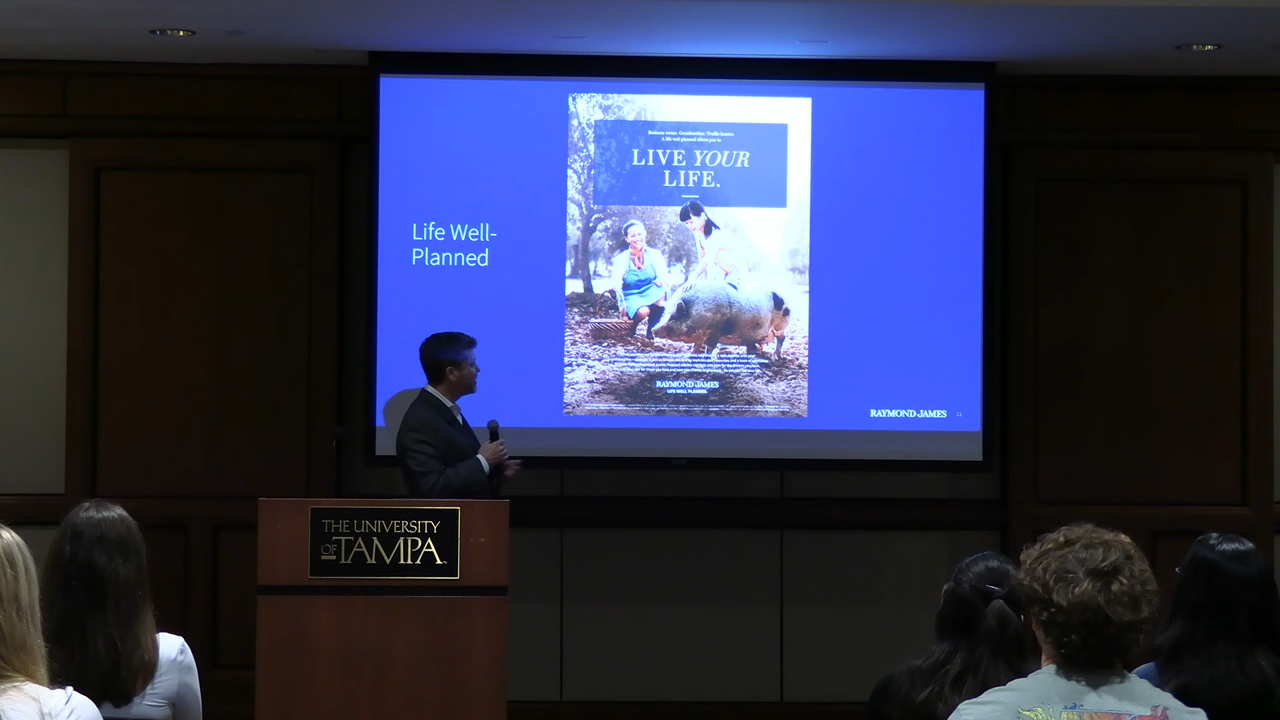 Business owner. Grandmother. Truffle hunter.
A life well planned allows you to
LIVE YOUR
LIFE.
Life Well-
Planned
RAYMOND JAMES
LIFE WELL PLANNED.
RAYMOND JAMES
11
THE UNIVERSITY
OF TAMPA